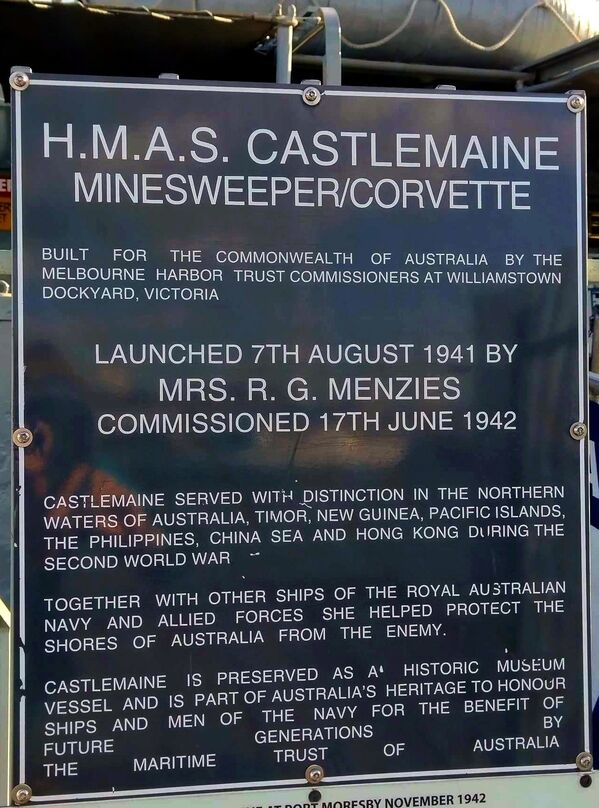 H.M.A.S. CASTLEMAINE
MINESWEEPER/CORVETTE
BUILT FOR THE COMMONWEALTH OF AUSTRALIA BY THE
MELBOURNE HARBOR TRUST COMMISSIONERS AT WILLIAMSTOWN
DOCKYARD, VICTORIA
LAUNCHED 7TH AUGUST 1941 BY
MRS. R. G. MENZIES
COMMISSIONED 17TH JUNE 1942
CASTLEMAINE SERVED WITH DISTINCTION IN THE NORTHERN
WATERS OF AUSTRALIA, TIMOR, NEW GUINEA, PACIFIC ISLANDS,
THE PHILIPPINES, CHINA SEA AND HONG KONG DURING THE
SECOND WORLD WAR
TOGETHER WITH OTHER SHIPS OF THE ROYAL AUSTRALIAN
NAVY AND ALLIED FORCES SHE HELPED PROTECT THE
SHORES OF AUSTRALIA FROM THE ENEMY.
CASTLEMAINE IS PRESERVED AS A HISTORIC MUSEUM
VESSEL AND IS PART OF AUSTRALIA'S HERITAGE TO HONOUR
SHIPS AND MEN OF THE NAVY FOR THE BENEFIT OF
FUTURE GENERATIONS BY
THE MARITIME TRUST OF AUSTRALIA
AT PORT MORESBY NOVEMBER 1942